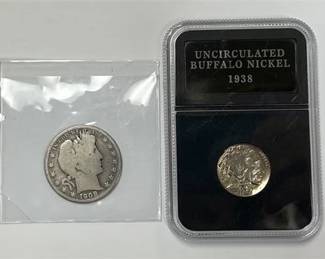 UNCIRCULATED
BUFFALO NICKEL
1938